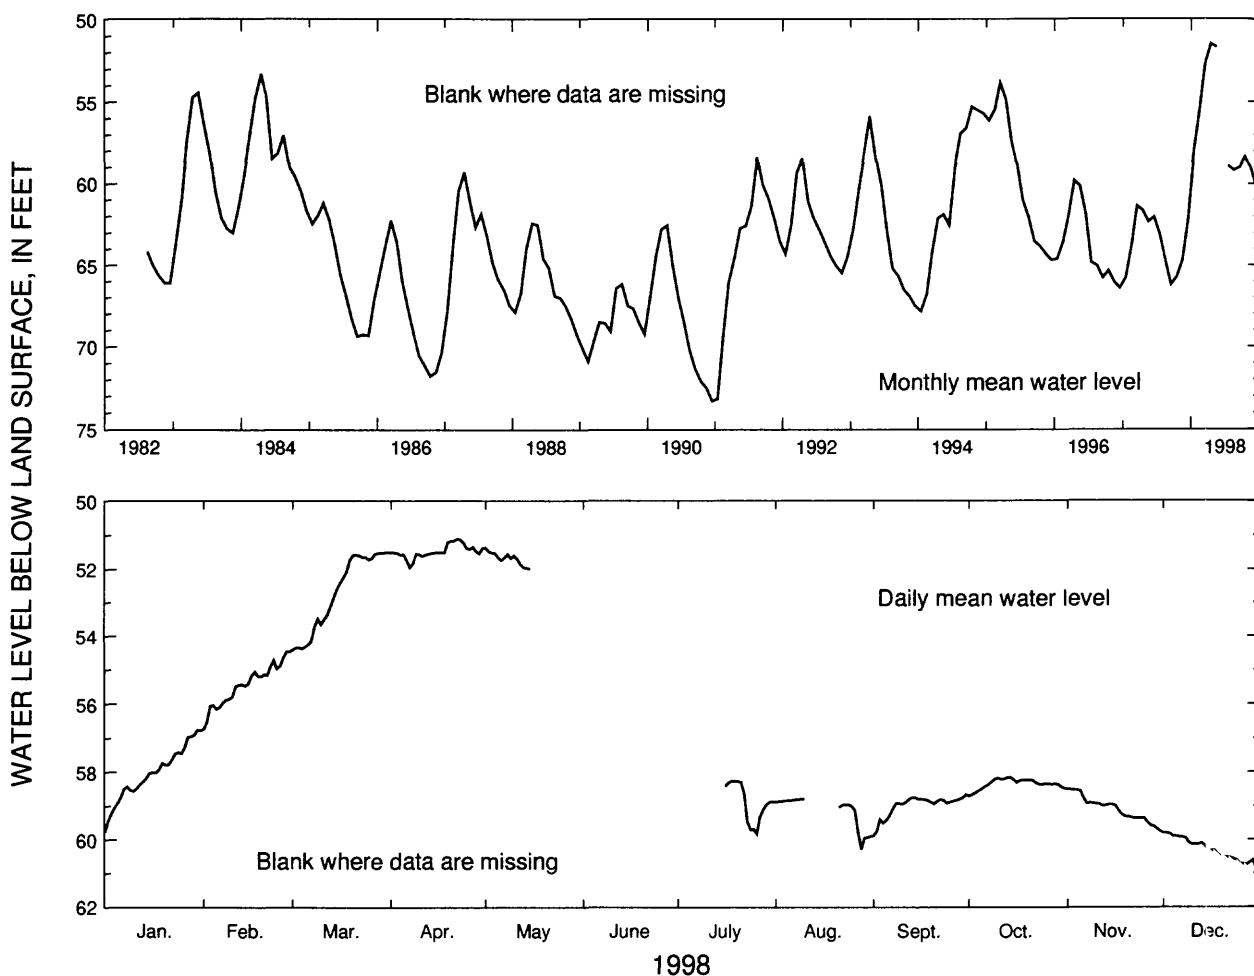 WATER LEVEL BELOW LAND SURFACE, IN FEET
50
55
60
65
70
75
Blank where data are missing
Monthly mean water level
1982 1984 1986 1988 1990 1992 1994 1996 1998
50
52
54
56
58
60
62
Daily mean water level
Blank where data are missing
Jan. Feb. Mar. Apr. May June July Aug. Sept. Oct. Nov. Dec.
1998